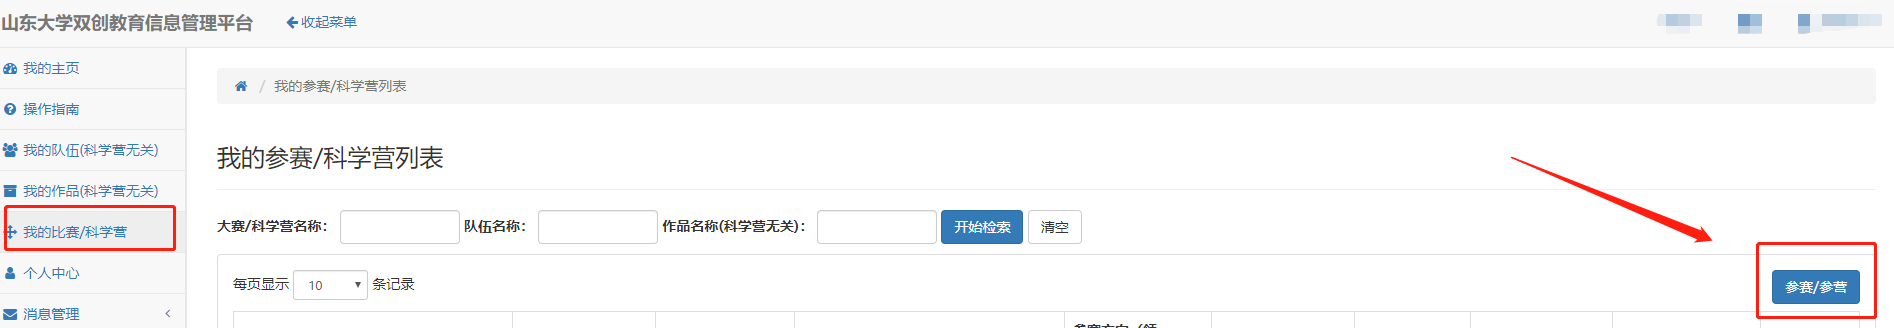 山东大学双创教育信息管理平台 收起菜单
我的主页
操作指南
我的队伍(科学营无关)
我的作品(科学营无关)
我的比赛/科学营
个人中心
消息管理
/ 我的参赛/科学营列表
我的参赛/科学营列表
大赛/科学营名称： 队伍名称： 作品名称(科学营无关)： 开始检索 清空
每页显示 10 条记录 参赛/参营